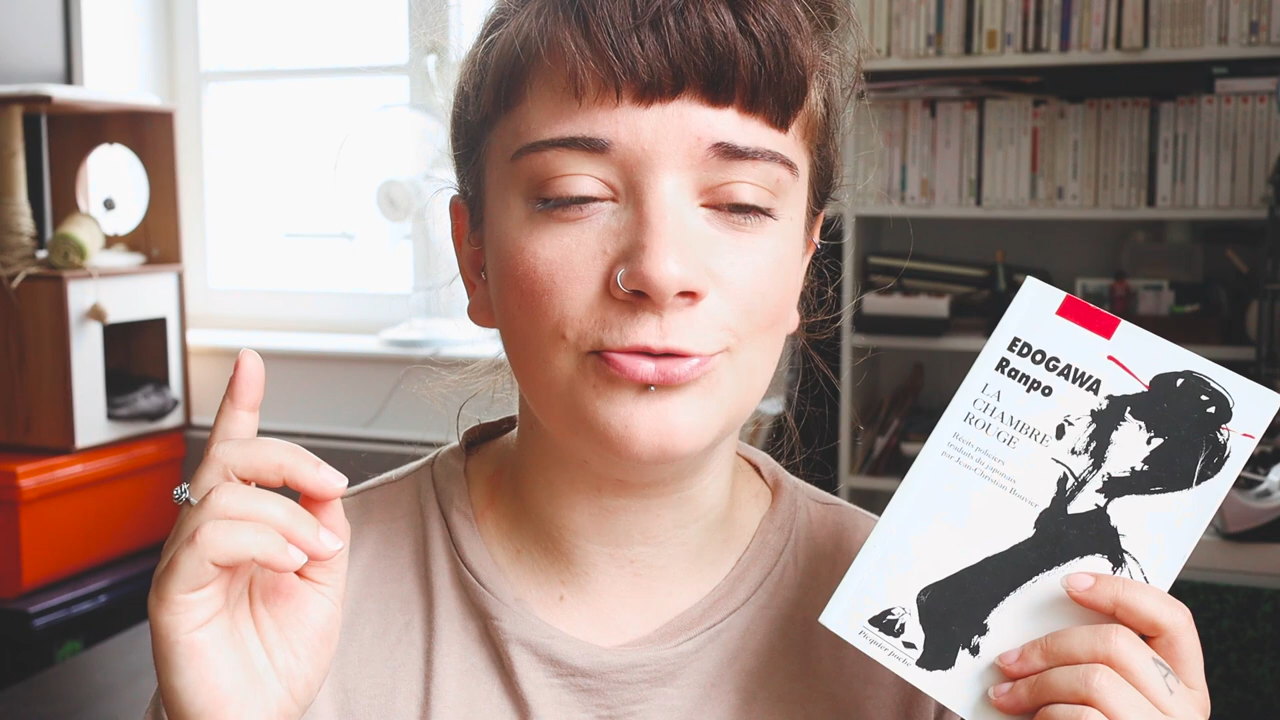 EDOGAWA
Ranpo
LA
CHAMBRE
ROUGE
Récits policiers
traduits du japonais
par Jean-Christian Bouvier
Picquier poche
A